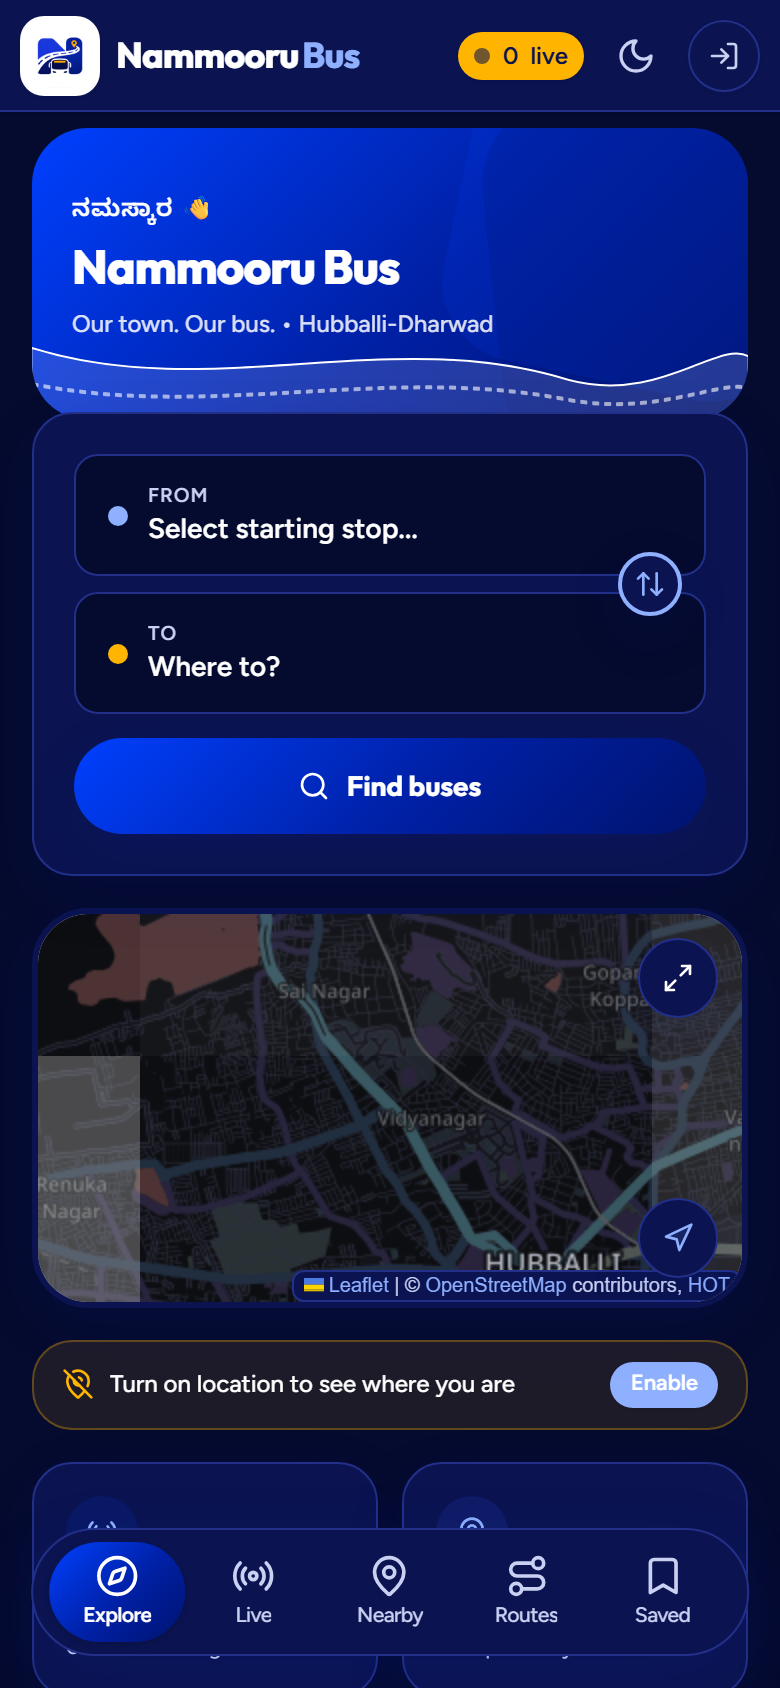 Nammooru Bus
0 live
ನಮಸ್ಕಾರ 👋
Nammooru Bus
Our town. Our bus. • Hubballi-Dharwad
FROM
Select starting stop...
TO
Where to?
Find buses
Sai Nagar
Vidyanagar
Renuka
Nagar
HUBBALLI
Leaflet | © OpenStreetMap contributors, HOT
Turn on location to see where you are
Enable
Explore
Live
Nearby
Routes
Saved